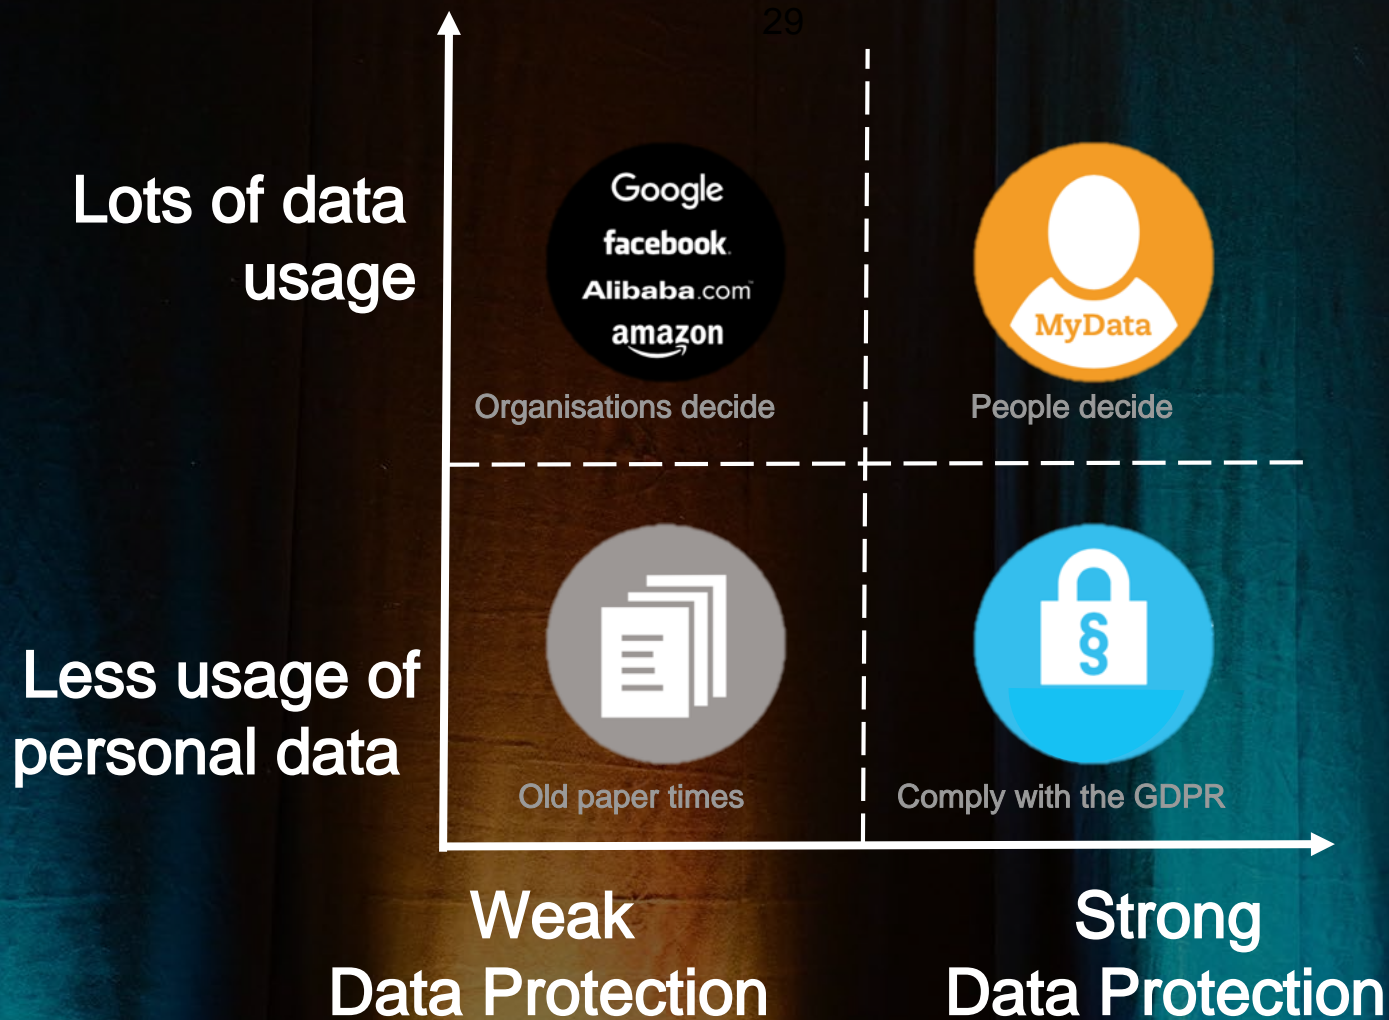 29
Lots of data
usage
Google
facebook.
Alibaba.com™
amazon
MyData
Organisations decide
People decide
Less usage of
personal data
§
Old paper times
Comply with the GDPR
Weak
Data Protection
Strong
Data Protection